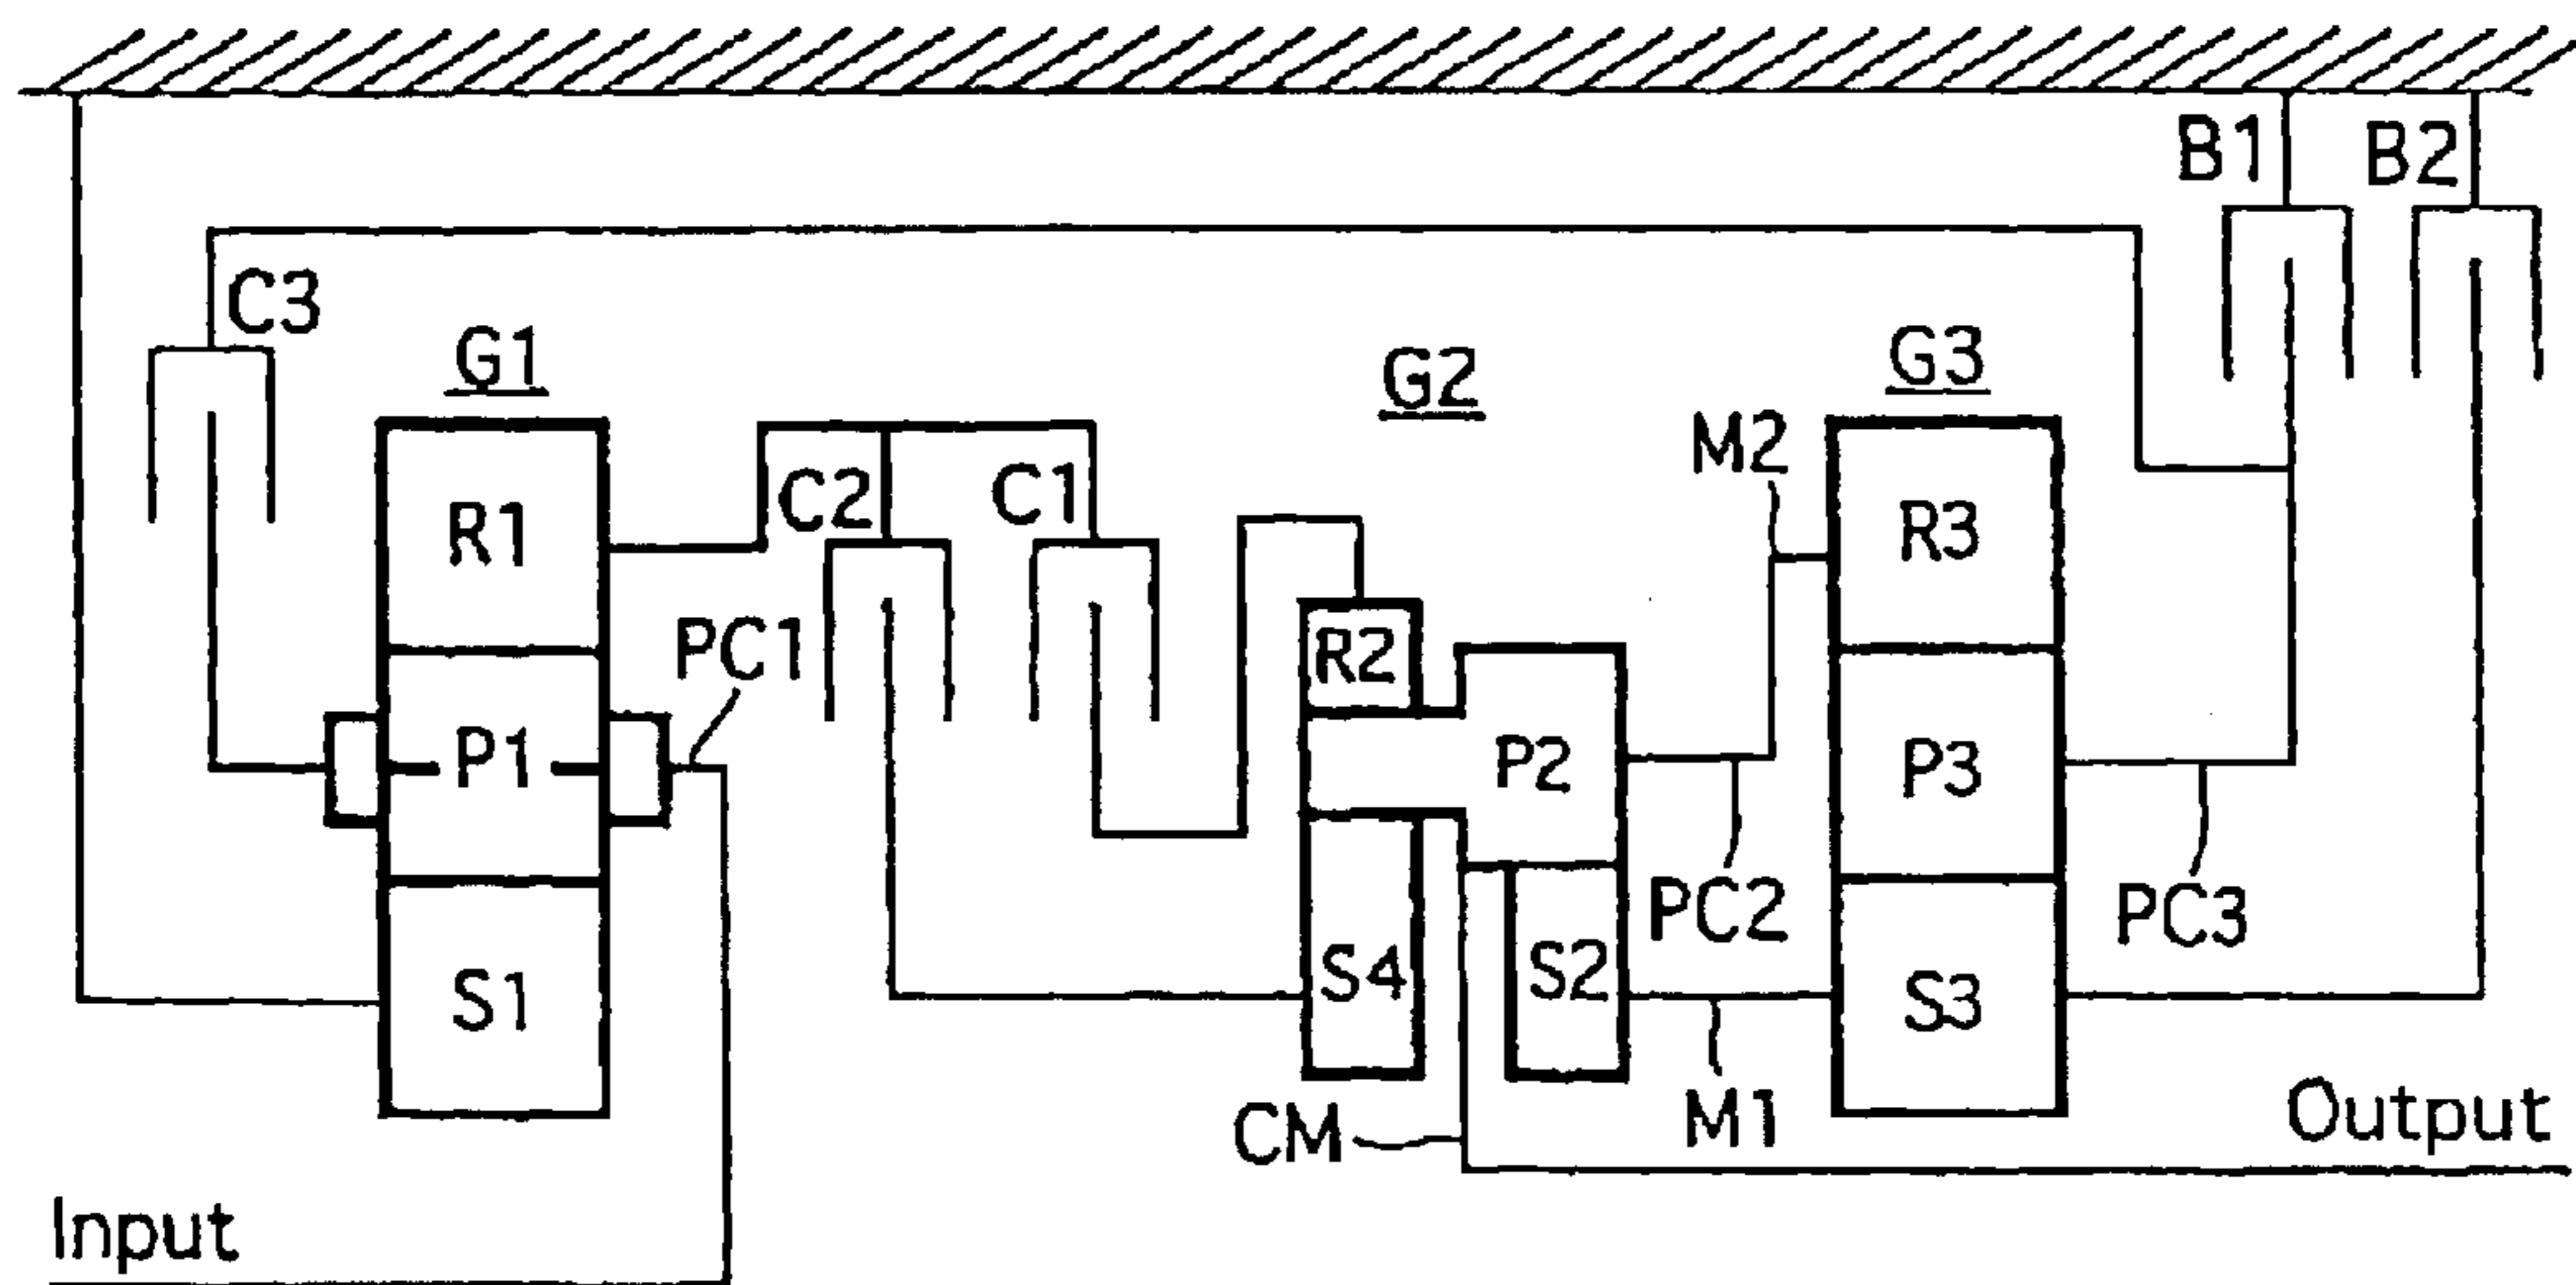 B1 B2
C3
G1 G2 G3
M2
C2 C1
R1 R3
R2
PC1
P1 P2 P3
PC2 PC3
S4 S2
S1 S3
CM M1 Output
Input